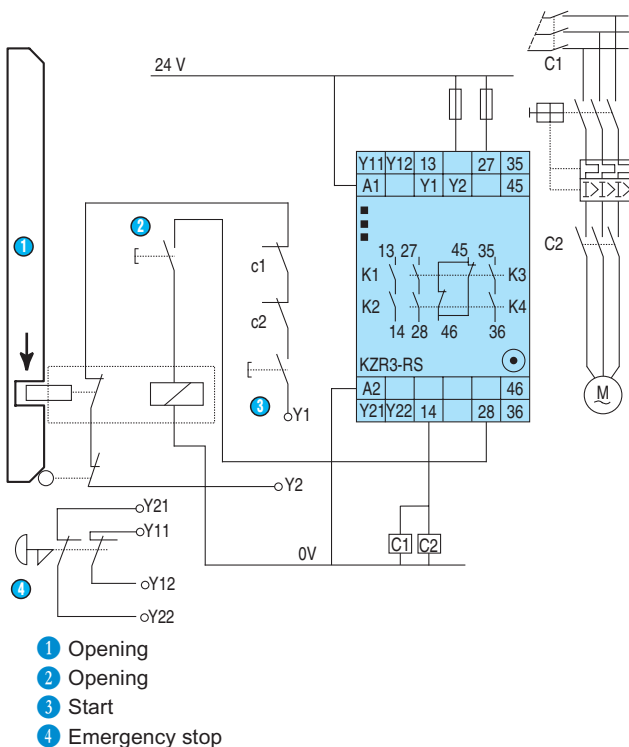 C1
24 V
Y11 Y12 13 27 35
A1 Y1 Y2 45
1
2
C2
c1
13 27 45 35
K1 K3
c2
K2 K4
14 28 46 36
KZR3-RS
3
Y1
A2 46
Y21 Y22 14 28 36
M
Y2
Y21
Y11
C1 C2
0V
4
Y12
Y22
1 Opening
2 Opening
3 Start
4 Emergency stop